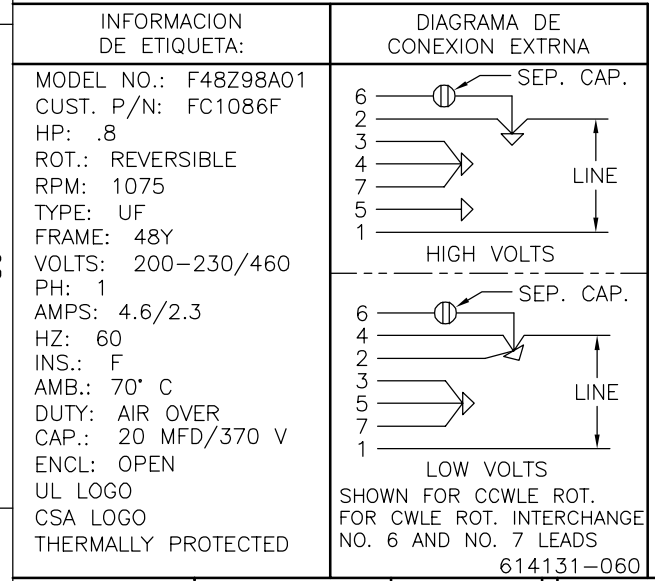 INFORMACION
DE ETIQUETA:
MODEL NO.: F48Z98A01
CUST. P/N: FC1086F
HP: .8
ROT.: REVERSIBLE
RPM: 1075
TYPE: UF
FRAME: 48Y
VOLTS: 200-230/460
PH: 1
AMPS: 4.6/2.3
HZ: 60
INS.: F
AMB.: 70° C
DUTY: AIR OVER
CAP.: 20 MFD/370 V
ENCL: OPEN
UL LOGO
CSA LOGO
THERMALLY PROTECTED
DIAGRAMA DE
CONEXION EXTRNA
SEP. CAP.
6
2
3
4
7
5
1
LINE
HIGH VOLTS
SEP. CAP.
6
4
2
3
5
7
1
LINE
LOW VOLTS
SHOWN FOR CCWLE ROT.
FOR CWLE ROT. INTERCHANGE
NO. 6 AND NO. 7 LEADS
614131-060